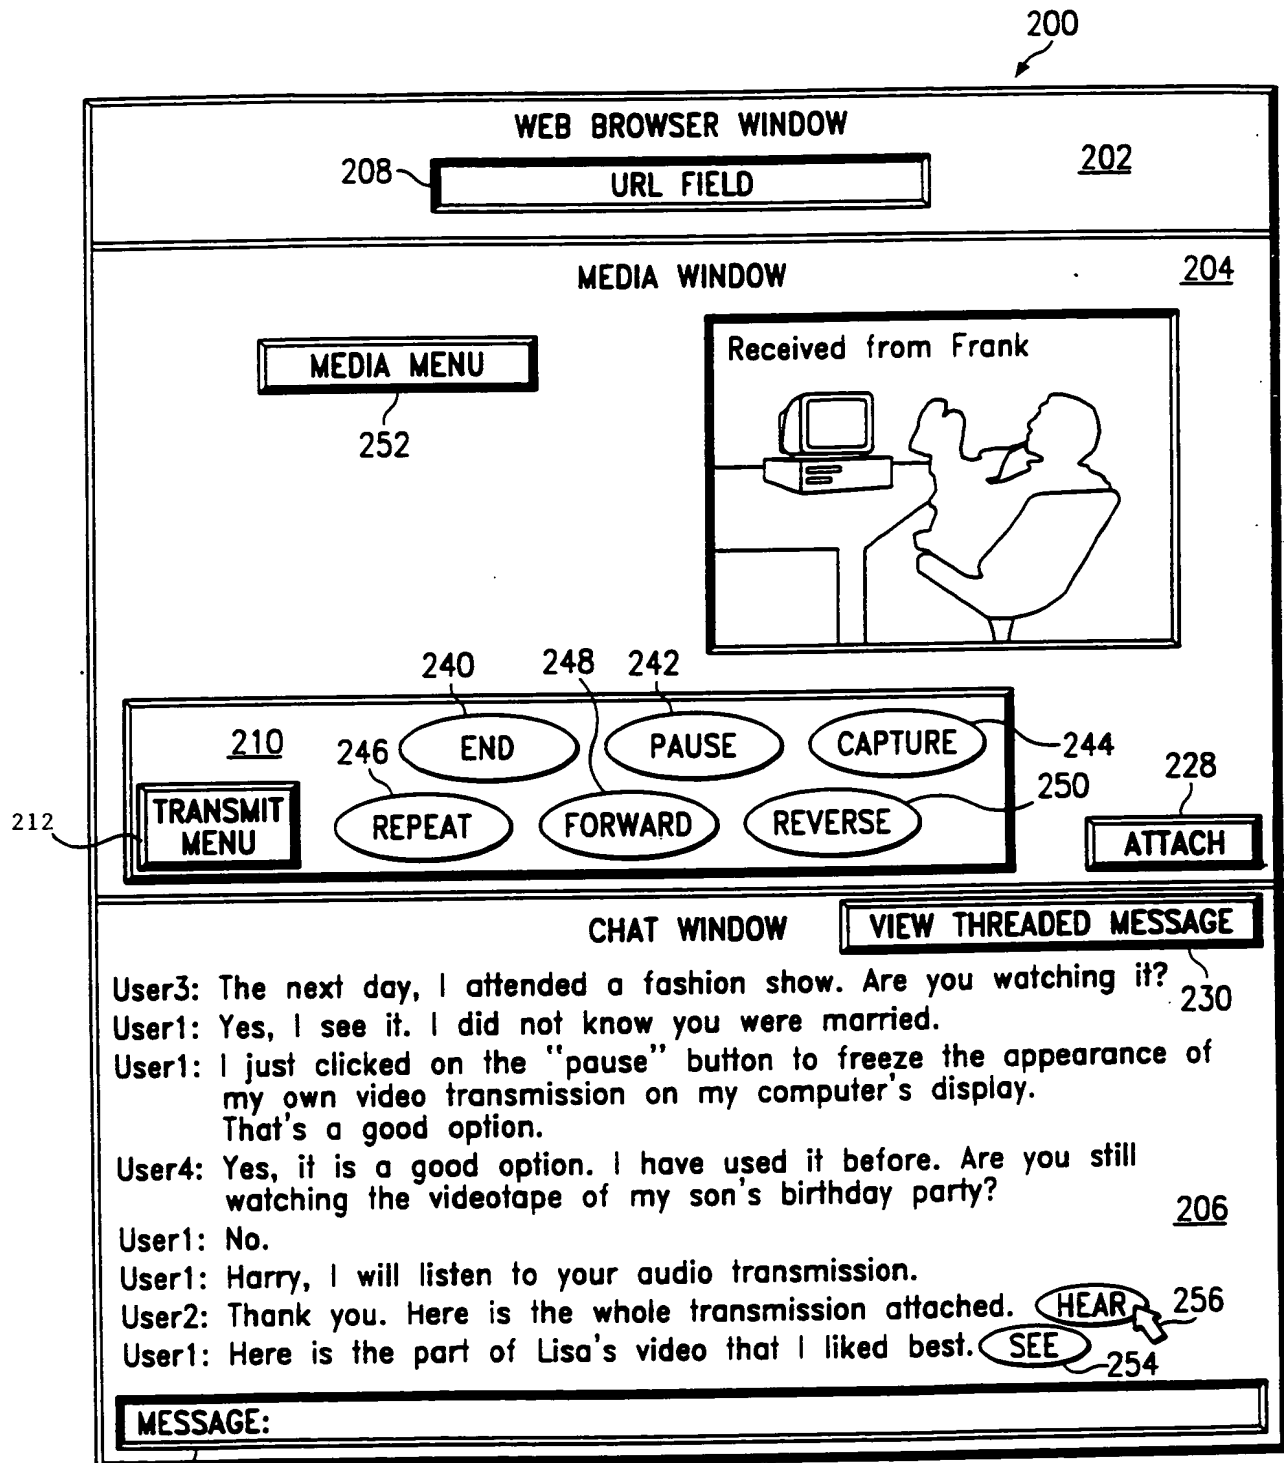 200
WEB BROWSER WINDOW
202
208
URL FIELD
MEDIA WINDOW
204
MEDIA MENU
252
Received from Frank
240
248
242
210
246
END
PAUSE
CAPTURE
244
250
228
212
TRANSMIT
MENU
REPEAT
FORWARD
REVERSE
ATTACH
CHAT WINDOW
VIEW THREADED MESSAGE
230
User3: The next day, I attended a fashion show. Are you watching it?
User1: Yes, I see it. I did not know you were married.
User1: I just clicked on the "pause" button to freeze the appearance of
my own video transmission on my computer's display.
That's a good option.
User4: Yes, it is a good option. I have used it before. Are you still
watching the videotape of my son's birthday party?
206
User1: No.
User1: Harry, I will listen to your audio transmission.
User2: Thank you. Here is the whole transmission attached. HEAR
256
User1: Here is the part of Lisa's video that I liked best. SEE
254
MESSAGE: